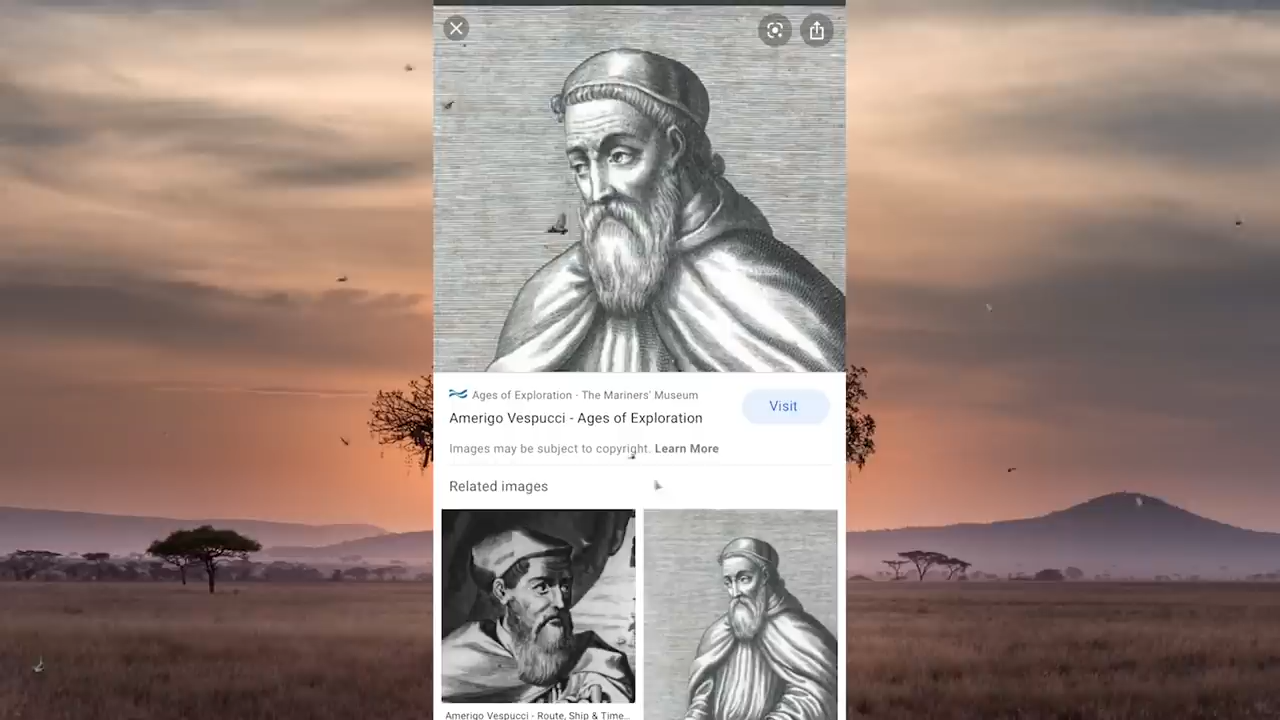 Ages of Exploration · The Mariners' Museum
Amerigo Vespucci - Ages of Exploration
Visit
Images may be subject to copyright. Learn More
Related images
Amerigo Vespucci - Route, Ship & Time...